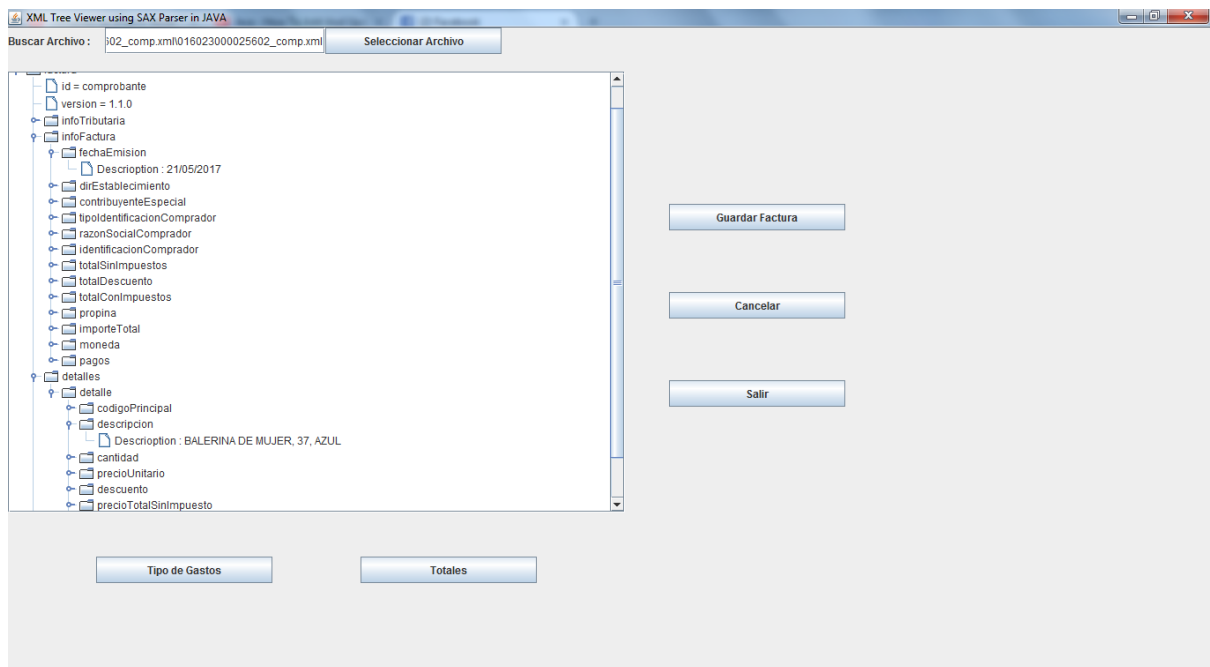 XML Tree Viewer using SAX Parser in JAVA
Buscar Archivo : 602_comp.xml\016023000025602_comp.xml Seleccionar Archivo
id = comprobante
version = 1.1.0
infoTributaria
infoFactura
fechaEmision
Descrioption : 21/05/2017
dirEstablecimiento
contribuyenteEspecial
tipoIdentificacionComprador
razonSocialComprador
identificacionComprador
totalSinImpuestos
totalDescuento
totalConImpuestos
propina
importeTotal
moneda
pagos
detalles
detalle
codigoPrincipal
descripcion
Descrioption : BALERINA DE MUJER, 37, AZUL
cantidad
precioUnitario
descuento
precioTotalSinImpuesto
Guardar Factura
Cancelar
Salir
Tipo de Gastos
Totales